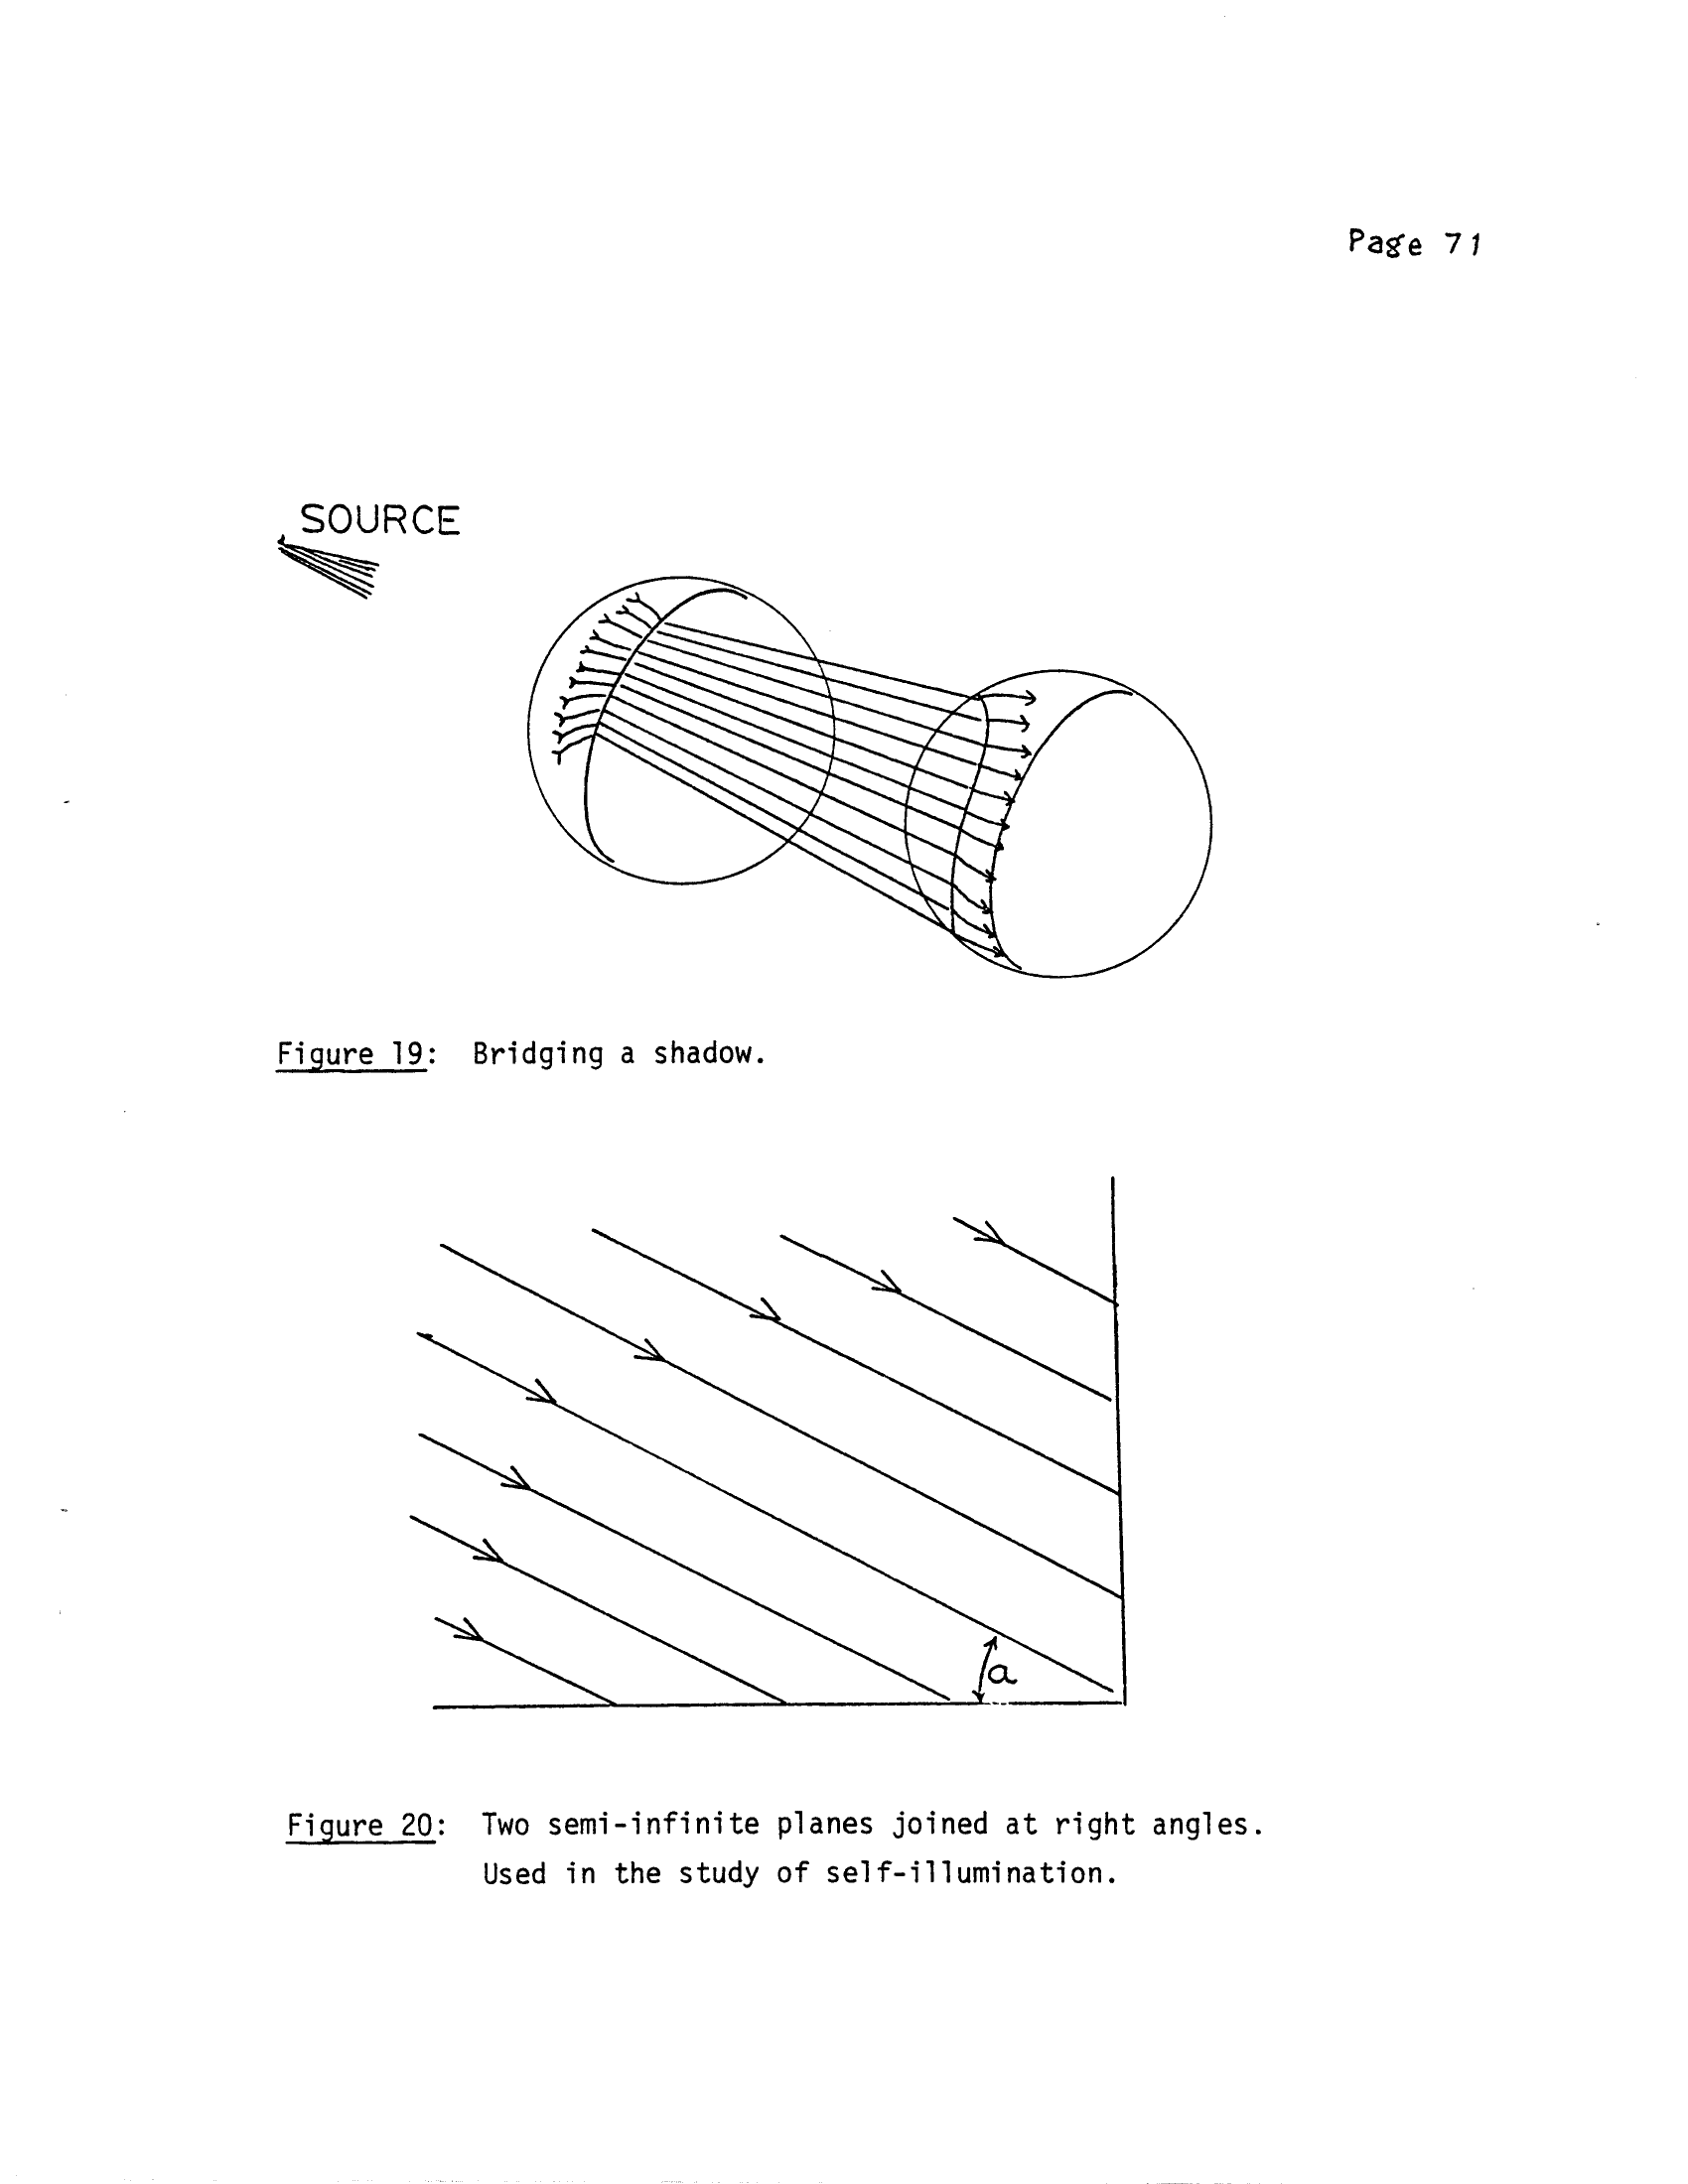 Page 71
SOURCE
Figure 19: Bridging a shadow.
a
Figure 20: Two semi-infinite planes joined at right angles.
Used in the study of self-illumination.